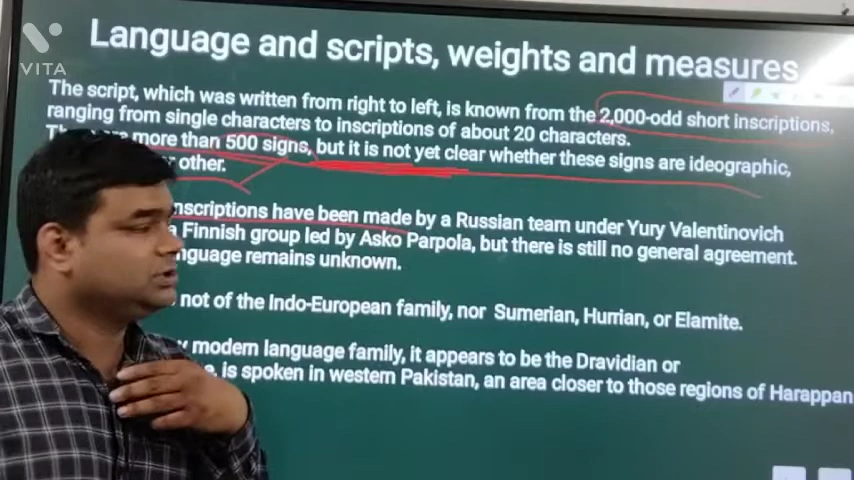 VITA
Language and scripts, weights and measures
The script, which was written from right to left, is known from the 2,000-odd short inscriptions,
ranging from single characters to inscriptions of about 20 characters.
more than 500 signs, but it is not yet clear whether these signs are ideographic,
other.
inscriptions have been made by a Russian team under Yury Valentinovich
a Finnish group led by Asko Parpola, but there is still no general agreement.
language remains unknown.
not of the Indo-European family, nor Sumerian, Hurrian, or Elamite.
modern language family, it appears to be the Dravidian or
is spoken in western Pakistan, an area closer to those regions of Harappan